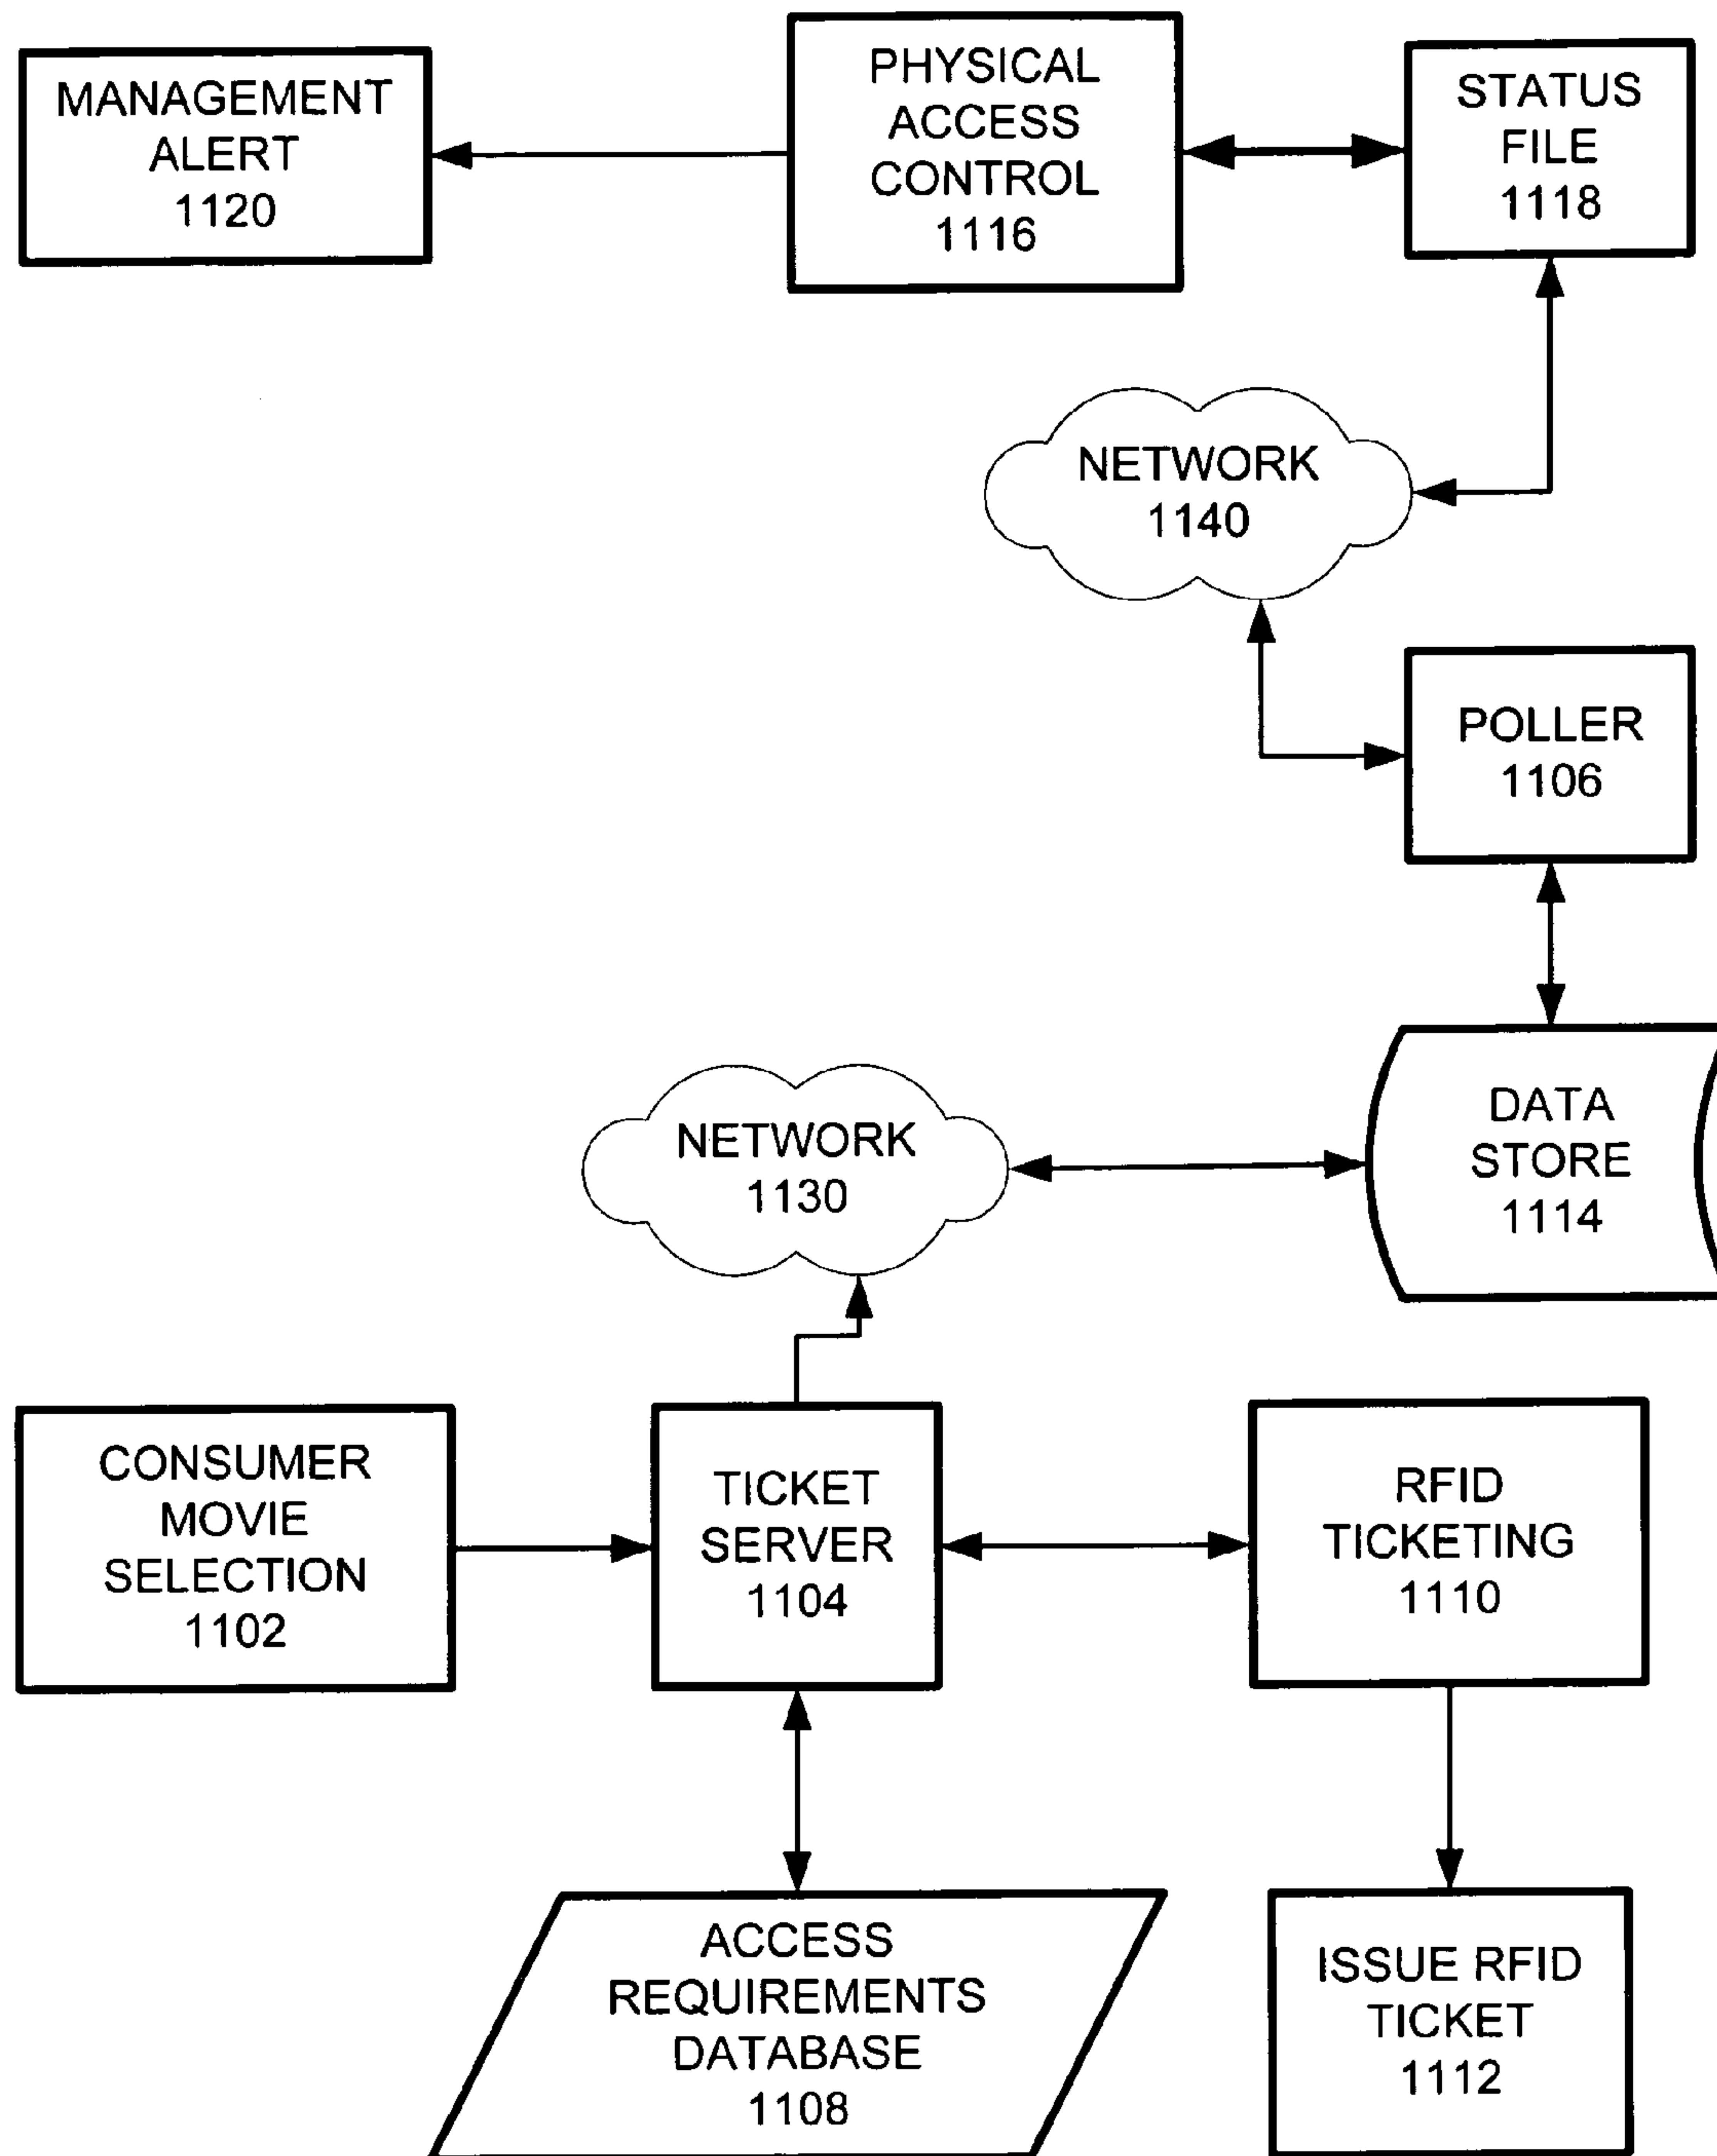 MANAGEMENT
ALERT
1120
PHYSICAL
ACCESS
CONTROL
1116
STATUS
FILE
1118
NETWORK
1140
POLLER
1106
DATA
STORE
1114
NETWORK
1130
CONSUMER
MOVIE
SELECTION
1102
TICKET
SERVER
1104
RFID
TICKETING
1110
ACCESS
REQUIREMENTS
DATABASE
1108
ISSUE RFID
TICKET
1112